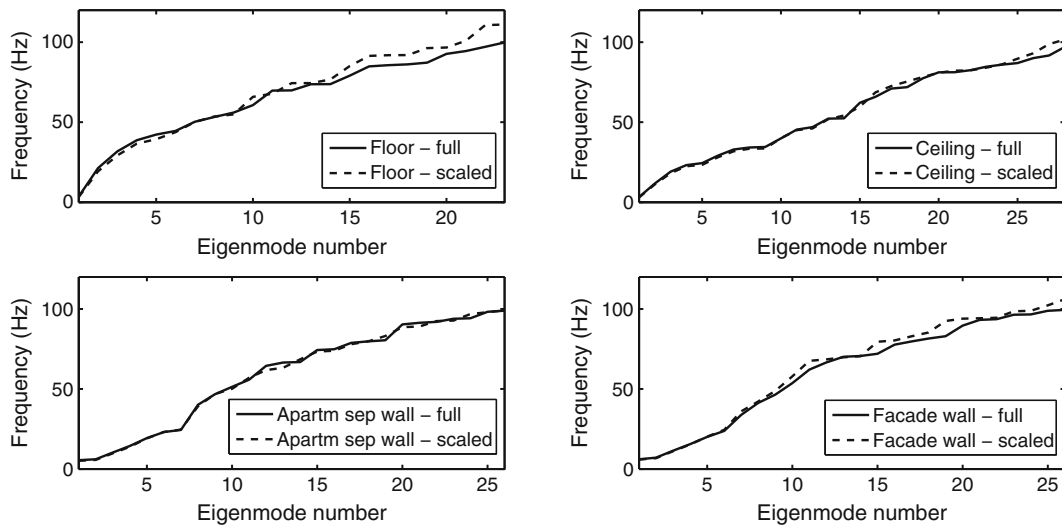 100
50
0
Frequency (Hz)
5
10
15
20
Eigenmode number
Floor – full
Floor – scaled
100
50
0
Frequency (Hz)
5
10
15
20
25
Eigenmode number
Ceiling – full
Ceiling – scaled
100
50
0
Frequency (Hz)
5
10
15
20
25
Eigenmode number
Apartm sep wall – full
Apartm sep wall – scaled
100
50
0
Frequency (Hz)
5
10
15
20
25
Eigenmode number
Facade wall – full
Facade wall – scaled